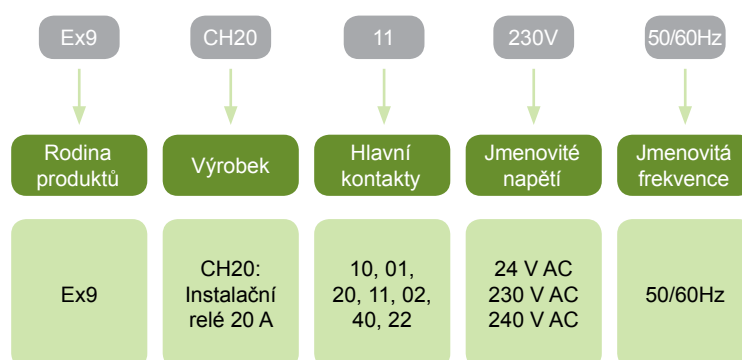 Ex9
CH20
11
230V
50/60Hz
Rodina
produktů
Výrobek
Hlavní
kontakty
Jmenovité
napětí
Jmenovitá
frekvence
Ex9
CH20:
Instalační
relé 20 A
10, 01,
20, 11, 02,
40, 22
24 V AC
230 V AC
240 V AC
50/60Hz